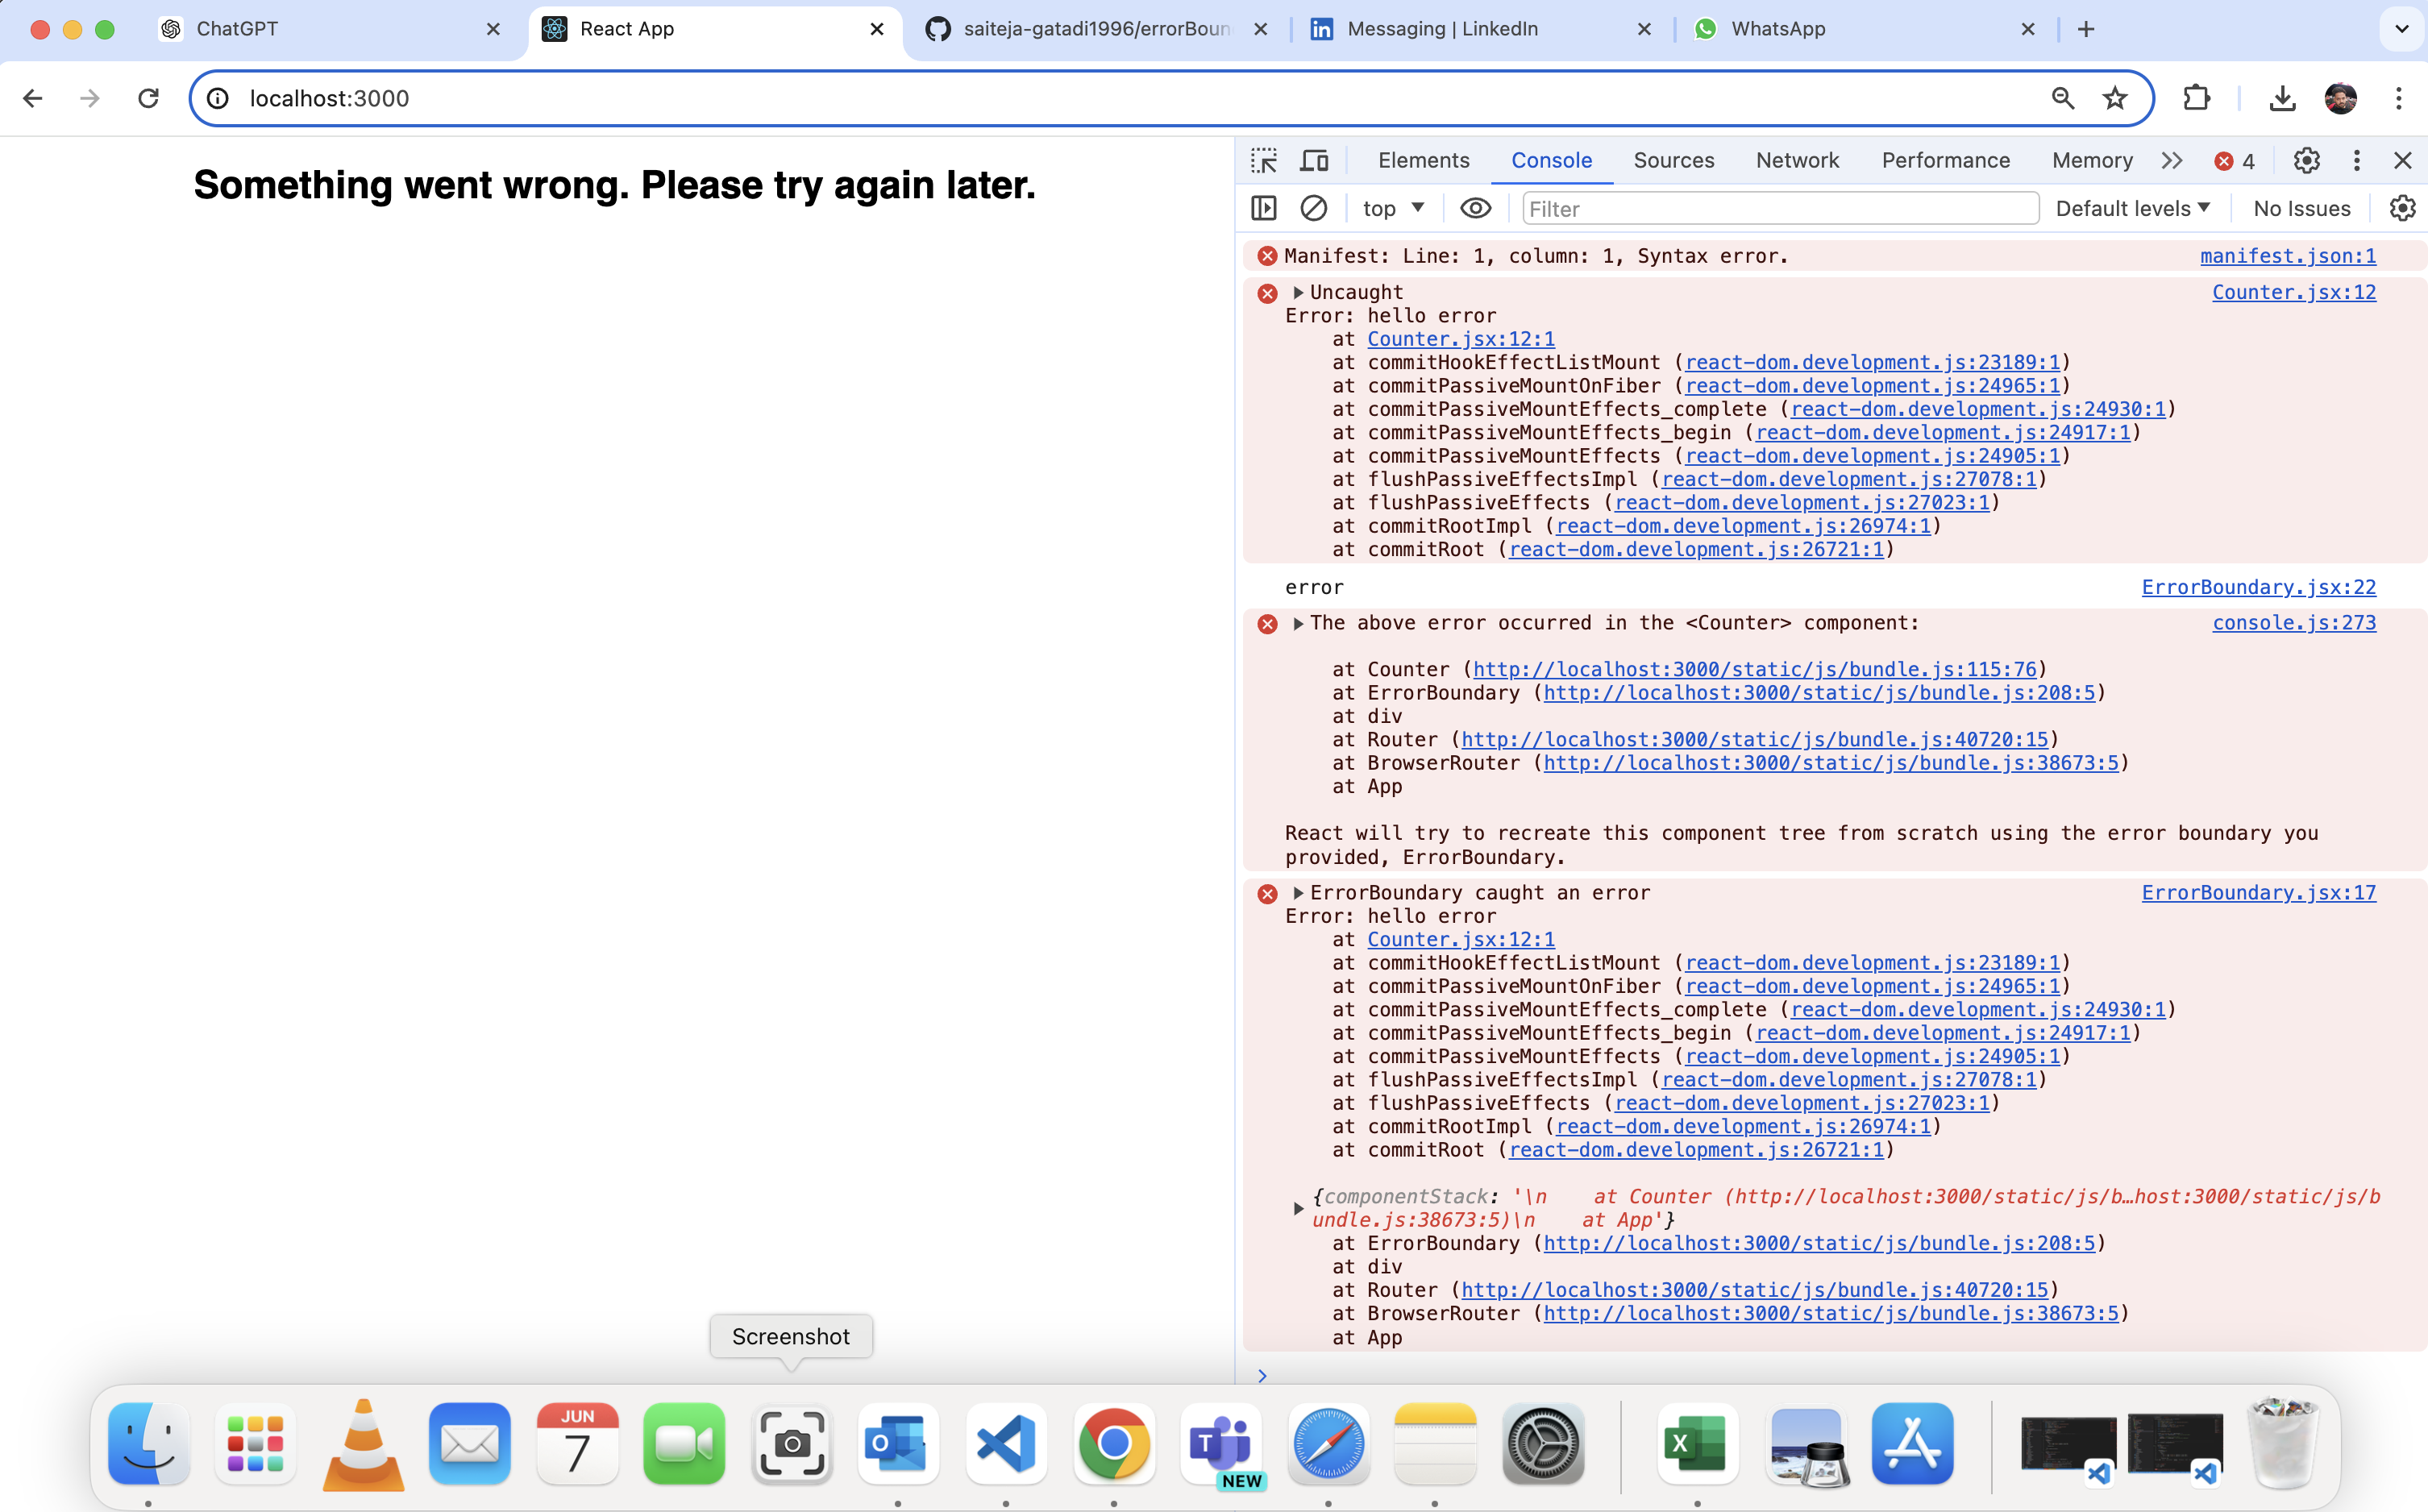 ChatGPT
React App
saiteja-gatadi1996/errorBoun
Messaging | LinkedIn
WhatsApp
localhost:3000
Something went wrong. Please try again later.
Elements
Console
Sources
Network
Performance
Memory
4
top
Filter
Default levels
No Issues
Manifest: Line: 1, column: 1, Syntax error. manifest.json:1
Uncaught Counter.jsx:12
Error: hello error
at Counter.jsx:12:1
at commitHookEffectListMount (react-dom.development.js:23189:1)
at commitPassiveMountOnFiber (react-dom.development.js:24965:1)
at commitPassiveMountEffects_complete (react-dom.development.js:24930:1)
at commitPassiveMountEffects_begin (react-dom.development.js:24917:1)
at commitPassiveMountEffects (react-dom.development.js:24905:1)
at flushPassiveEffectsImpl (react-dom.development.js:27078:1)
at flushPassiveEffects (react-dom.development.js:27023:1)
at commitRootImpl (react-dom.development.js:26974:1)
at commitRoot (react-dom.development.js:26721:1)
error ErrorBoundary.jsx:22
The above error occurred in the <Counter> component: console.js:273
at Counter (http://localhost:3000/static/js/bundle.js:115:76)
at ErrorBoundary (http://localhost:3000/static/js/bundle.js:208:5)
at div
at Router (http://localhost:3000/static/js/bundle.js:40720:15)
at BrowserRouter (http://localhost:3000/static/js/bundle.js:38673:5)
at App
React will try to recreate this component tree from scratch using the error boundary you
provided, ErrorBoundary.
ErrorBoundary caught an error ErrorBoundary.jsx:17
Error: hello error
at Counter.jsx:12:1
at commitHookEffectListMount (react-dom.development.js:23189:1)
at commitPassiveMountOnFiber (react-dom.development.js:24965:1)
at commitPassiveMountEffects_complete (react-dom.development.js:24930:1)
at commitPassiveMountEffects_begin (react-dom.development.js:24917:1)
at commitPassiveMountEffects (react-dom.development.js:24905:1)
at flushPassiveEffectsImpl (react-dom.development.js:27078:1)
at flushPassiveEffects (react-dom.development.js:27023:1)
at commitRootImpl (react-dom.development.js:26974:1)
at commitRoot (react-dom.development.js:26721:1)
{componentStack: '\n    at Counter (http://localhost:3000/static/js/b…host:3000/static/js/b
undle.js:38673:5)\n    at App'}
at ErrorBoundary (http://localhost:3000/static/js/bundle.js:208:5)
at div
at Router (http://localhost:3000/static/js/bundle.js:40720:15)
at BrowserRouter (http://localhost:3000/static/js/bundle.js:38673:5)
at App
Screenshot
JUN
7
O
T
NEW
X